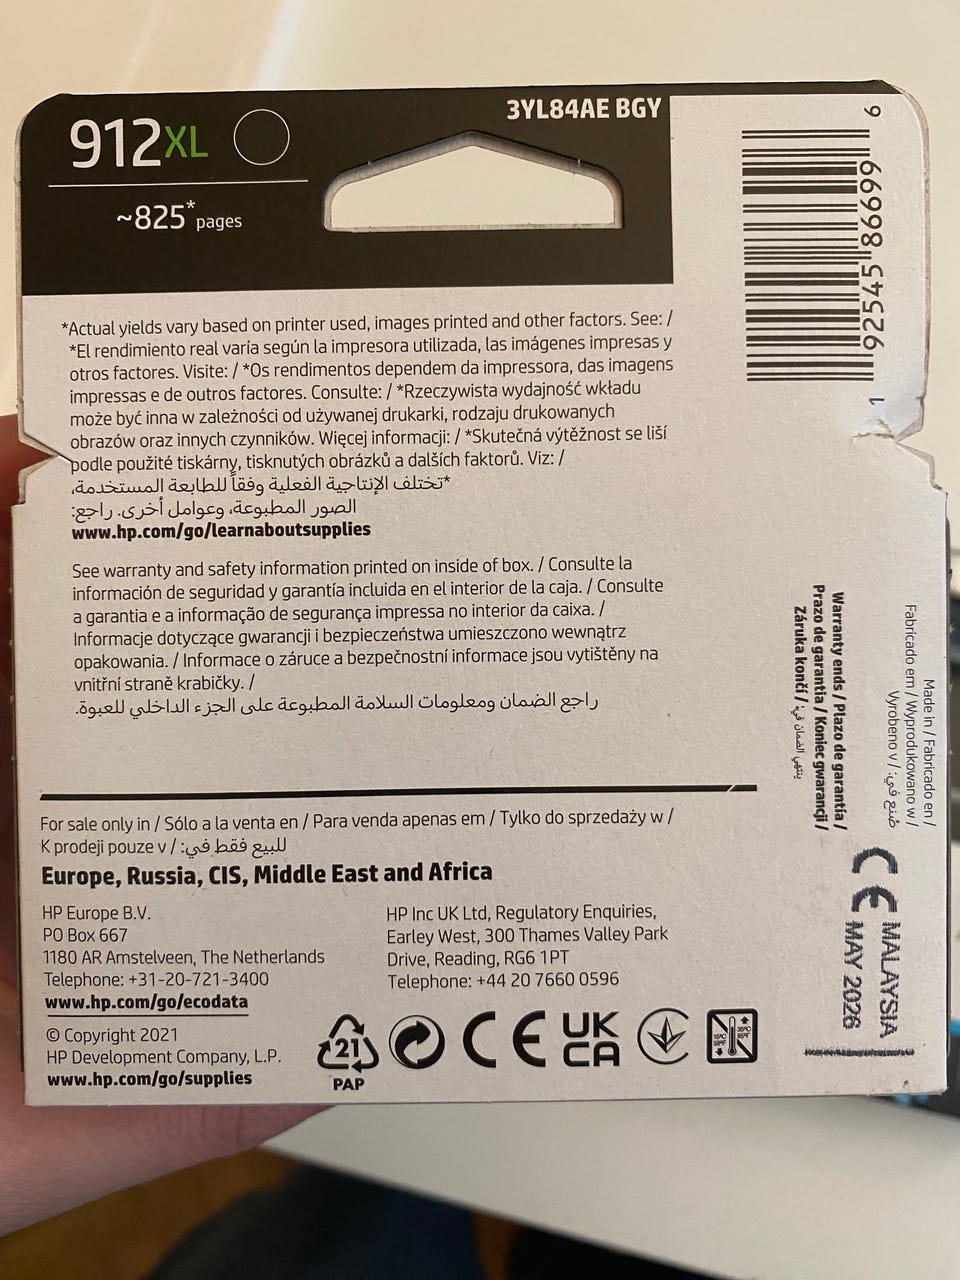 912XL
~825* pages
3YL84AE BGY
1 92545 86699 6
*Actual yields vary based on printer used, images printed and other factors. See: /
*El rendimiento real varía según la impresora utilizada, las imágenes impresas y
otros factores. Visite: / *Os rendimentos dependem da impressora, das imagens
impressas e de outros factores. Consulte: / *Rzeczywista wydajność wkładu
może być inna w zależności od używanej drukarki, rodzaju drukowanych
obrazów oraz innych czynników. Więcej informacji: / *Skutečná výtěžnost se liší
podle použité tiskárny, tisknutých obrázků a dalších faktorů. Viz: /
*تختلف الإنتاجية الفعلية وفقاً للطابعة المستخدمة،
الصور المطبوعة، وعوامل أخرى. راجع:
www.hp.com/go/learnaboutsupplies
See warranty and safety information printed on inside of box. / Consulte la
información de seguridad y garantía incluida en el interior de la caja. / Consulte
a garantia e a informação de segurança impressa no interior da caixa. /
Informacje dotyczące gwarancji i bezpieczeństwa umieszczono wewnątrz
opakowania. / Informace o záruce a bezpečnostní informace jsou vytištěny na
vnitřní straně krabičky. /
راجع الضمان ومعلومات السلامة المطبوعة على الجزء الداخلي للعبوة.
For sale only in / Sólo a la venta en / Para venda apenas em / Tylko do sprzedaży w /
K prodeji pouze v / للبيع فقط في:
Europe, Russia, CIS, Middle East and Africa
HP Europe B.V.
PO Box 667
1180 AR Amstelveen, The Netherlands
Telephone: +31-20-721-3400
www.hp.com/go/ecodata
© Copyright 2021
HP Development Company, L.P.
www.hp.com/go/supplies
HP Inc UK Ltd, Regulatory Enquiries,
Earley West, 300 Thames Valley Park
Drive, Reading, RG6 1PT
Telephone: +44 20 7660 0596
21
PAP
CE
UK
CA
15ºC
59ºF
35ºC
95ºF
Made in / Fabricado en /
Fabricado em / Wyprodukowano w /
Vyrobeno v / صُنع في:
Warranty ends / Plazo de garantía /
Prazo de garantia / Koniec gwarancji /
Záruka končí / ينتهي الضمان في:
CE
MALAYSIA
MAY 2026